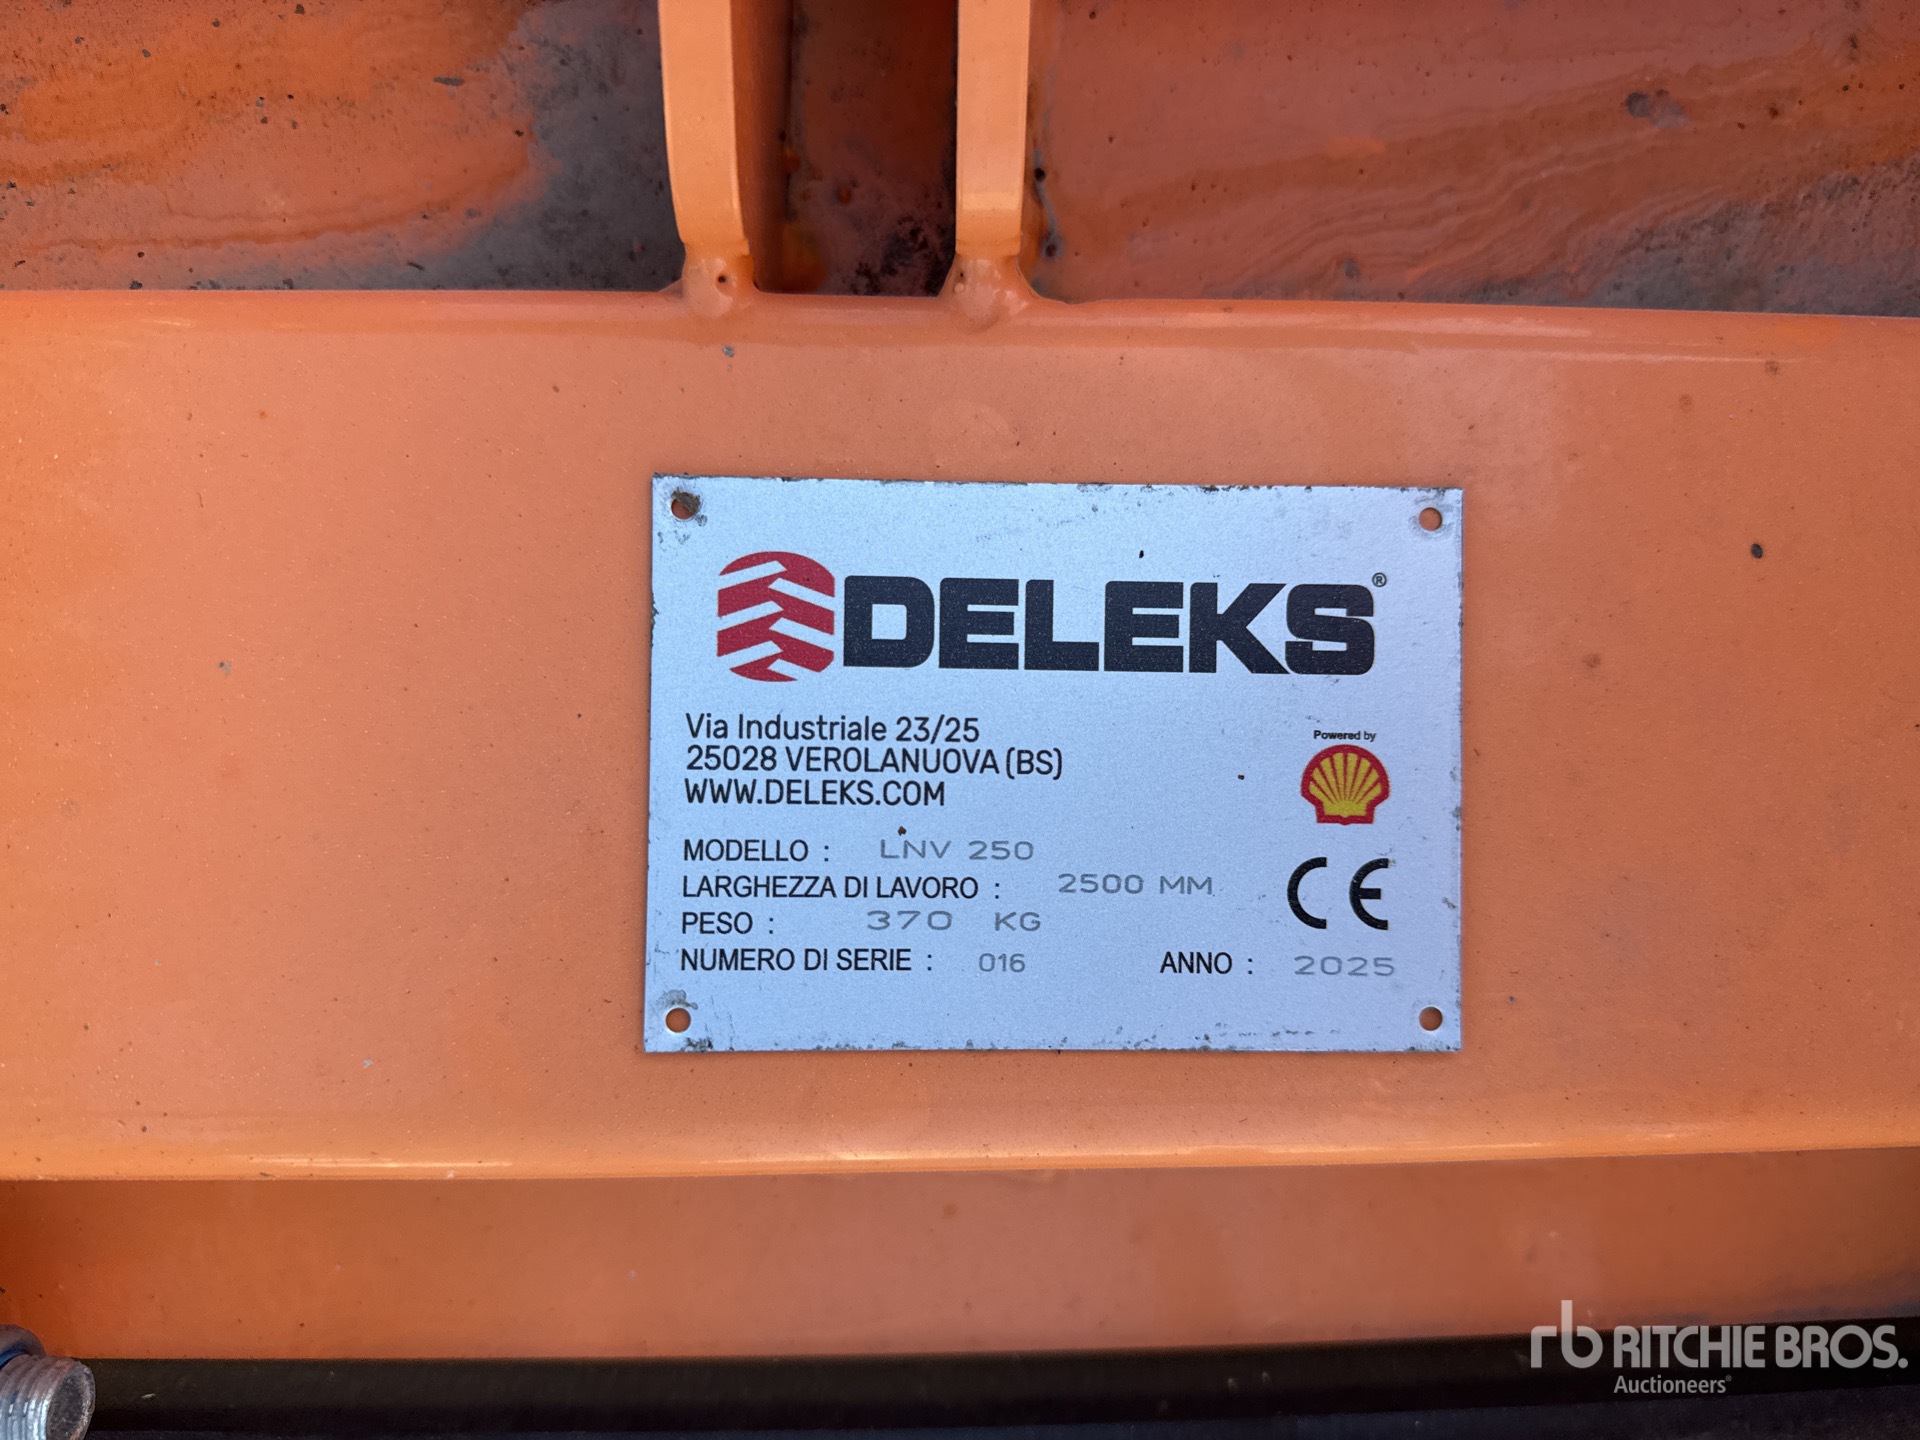 DELEKS®
Via Industriale 23/25
25028 VEROLANUOVA (BS)
WWW.DELEKS.COM
Powered by
MODELLO : LNV 250
LARGHEZZA DI LAVORO : 2500 MM
PESO : 370 KG
CE
NUMERO DI SERIE : 016 ANNO : 2025
rb RITCHIE BROS.
Auctioneers®